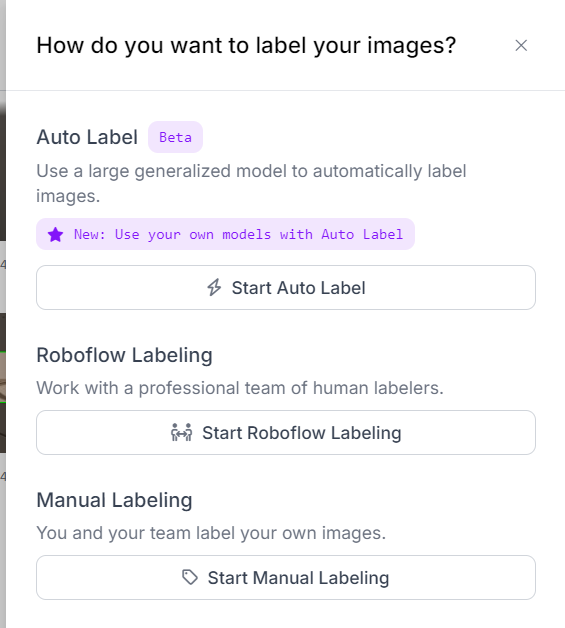 How do you want to label your images?
Auto Label Beta
Use a large generalized model to automatically label
images.
New: Use your own models with Auto Label
Start Auto Label
Roboflow Labeling
Work with a professional team of human labelers.
Start Roboflow Labeling
Manual Labeling
You and your team label your own images.
Start Manual Labeling